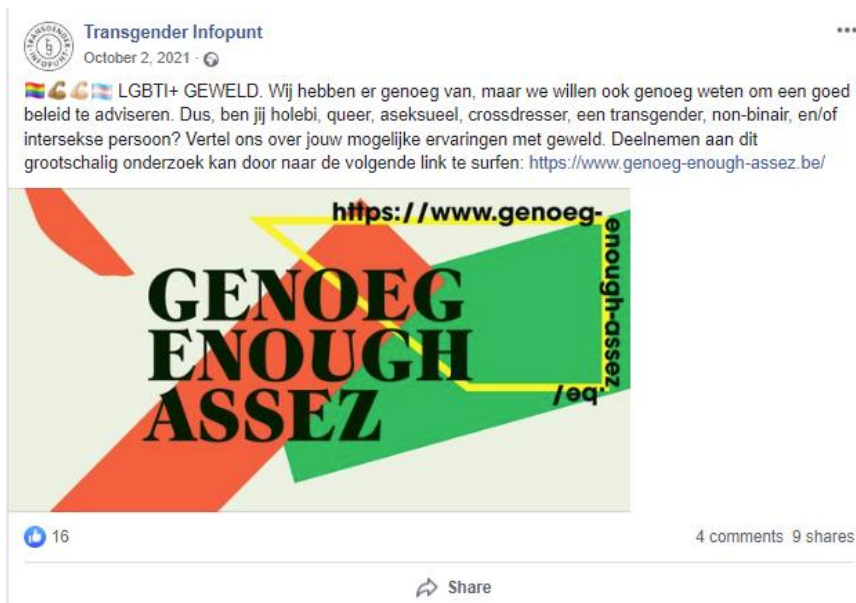 Transgender Infopunt
October 2, 2021 ·
🏳️‍🌈💪🏽💪🏼🏳️‍⚧️ LGBTI+ GEWELD. Wij hebben er genoeg van, maar we willen ook genoeg weten om een goed
beleid te adviseren. Dus, ben jij holebi, queer, aseksueel, crossdresser, een transgender, non-binair, en/of
intersekse persoon? Vertel ons over jouw mogelijke ervaringen met geweld. Deelnemen aan dit
grootschalig onderzoek kan door naar de volgende link te surfen: https://www.genoeg-enough-assez.be/
https://www.genoeg-
enough-assez
.be/
GENOEG
ENOUGH
ASSEZ
16
4 comments 9 shares
Share